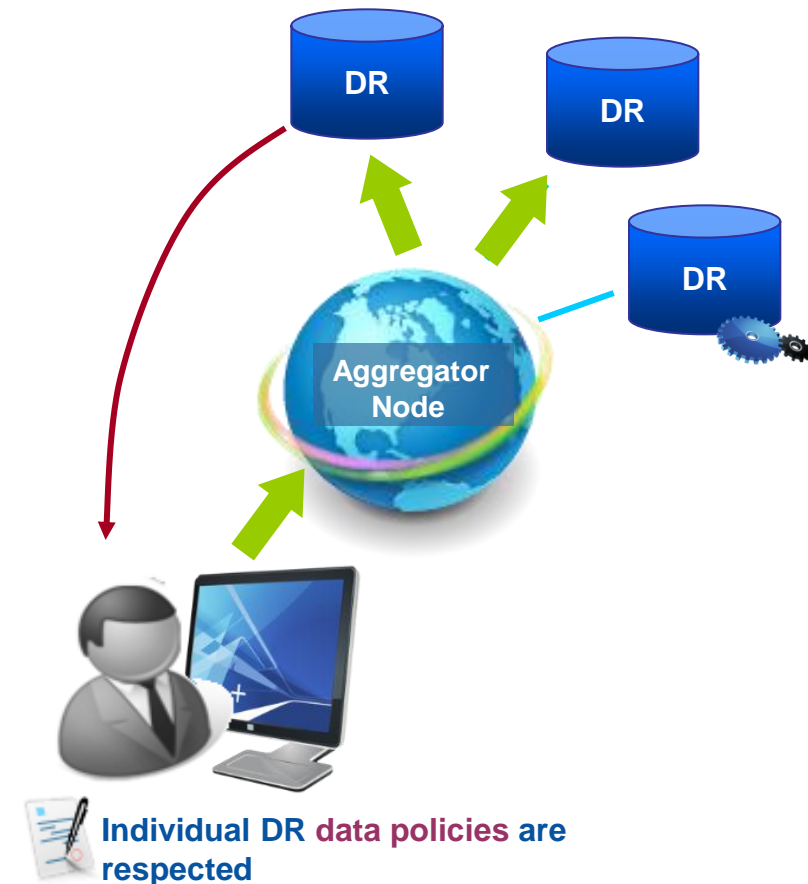 DR
DR
DR
Aggregator
Node
Individual DR data policies are
respected